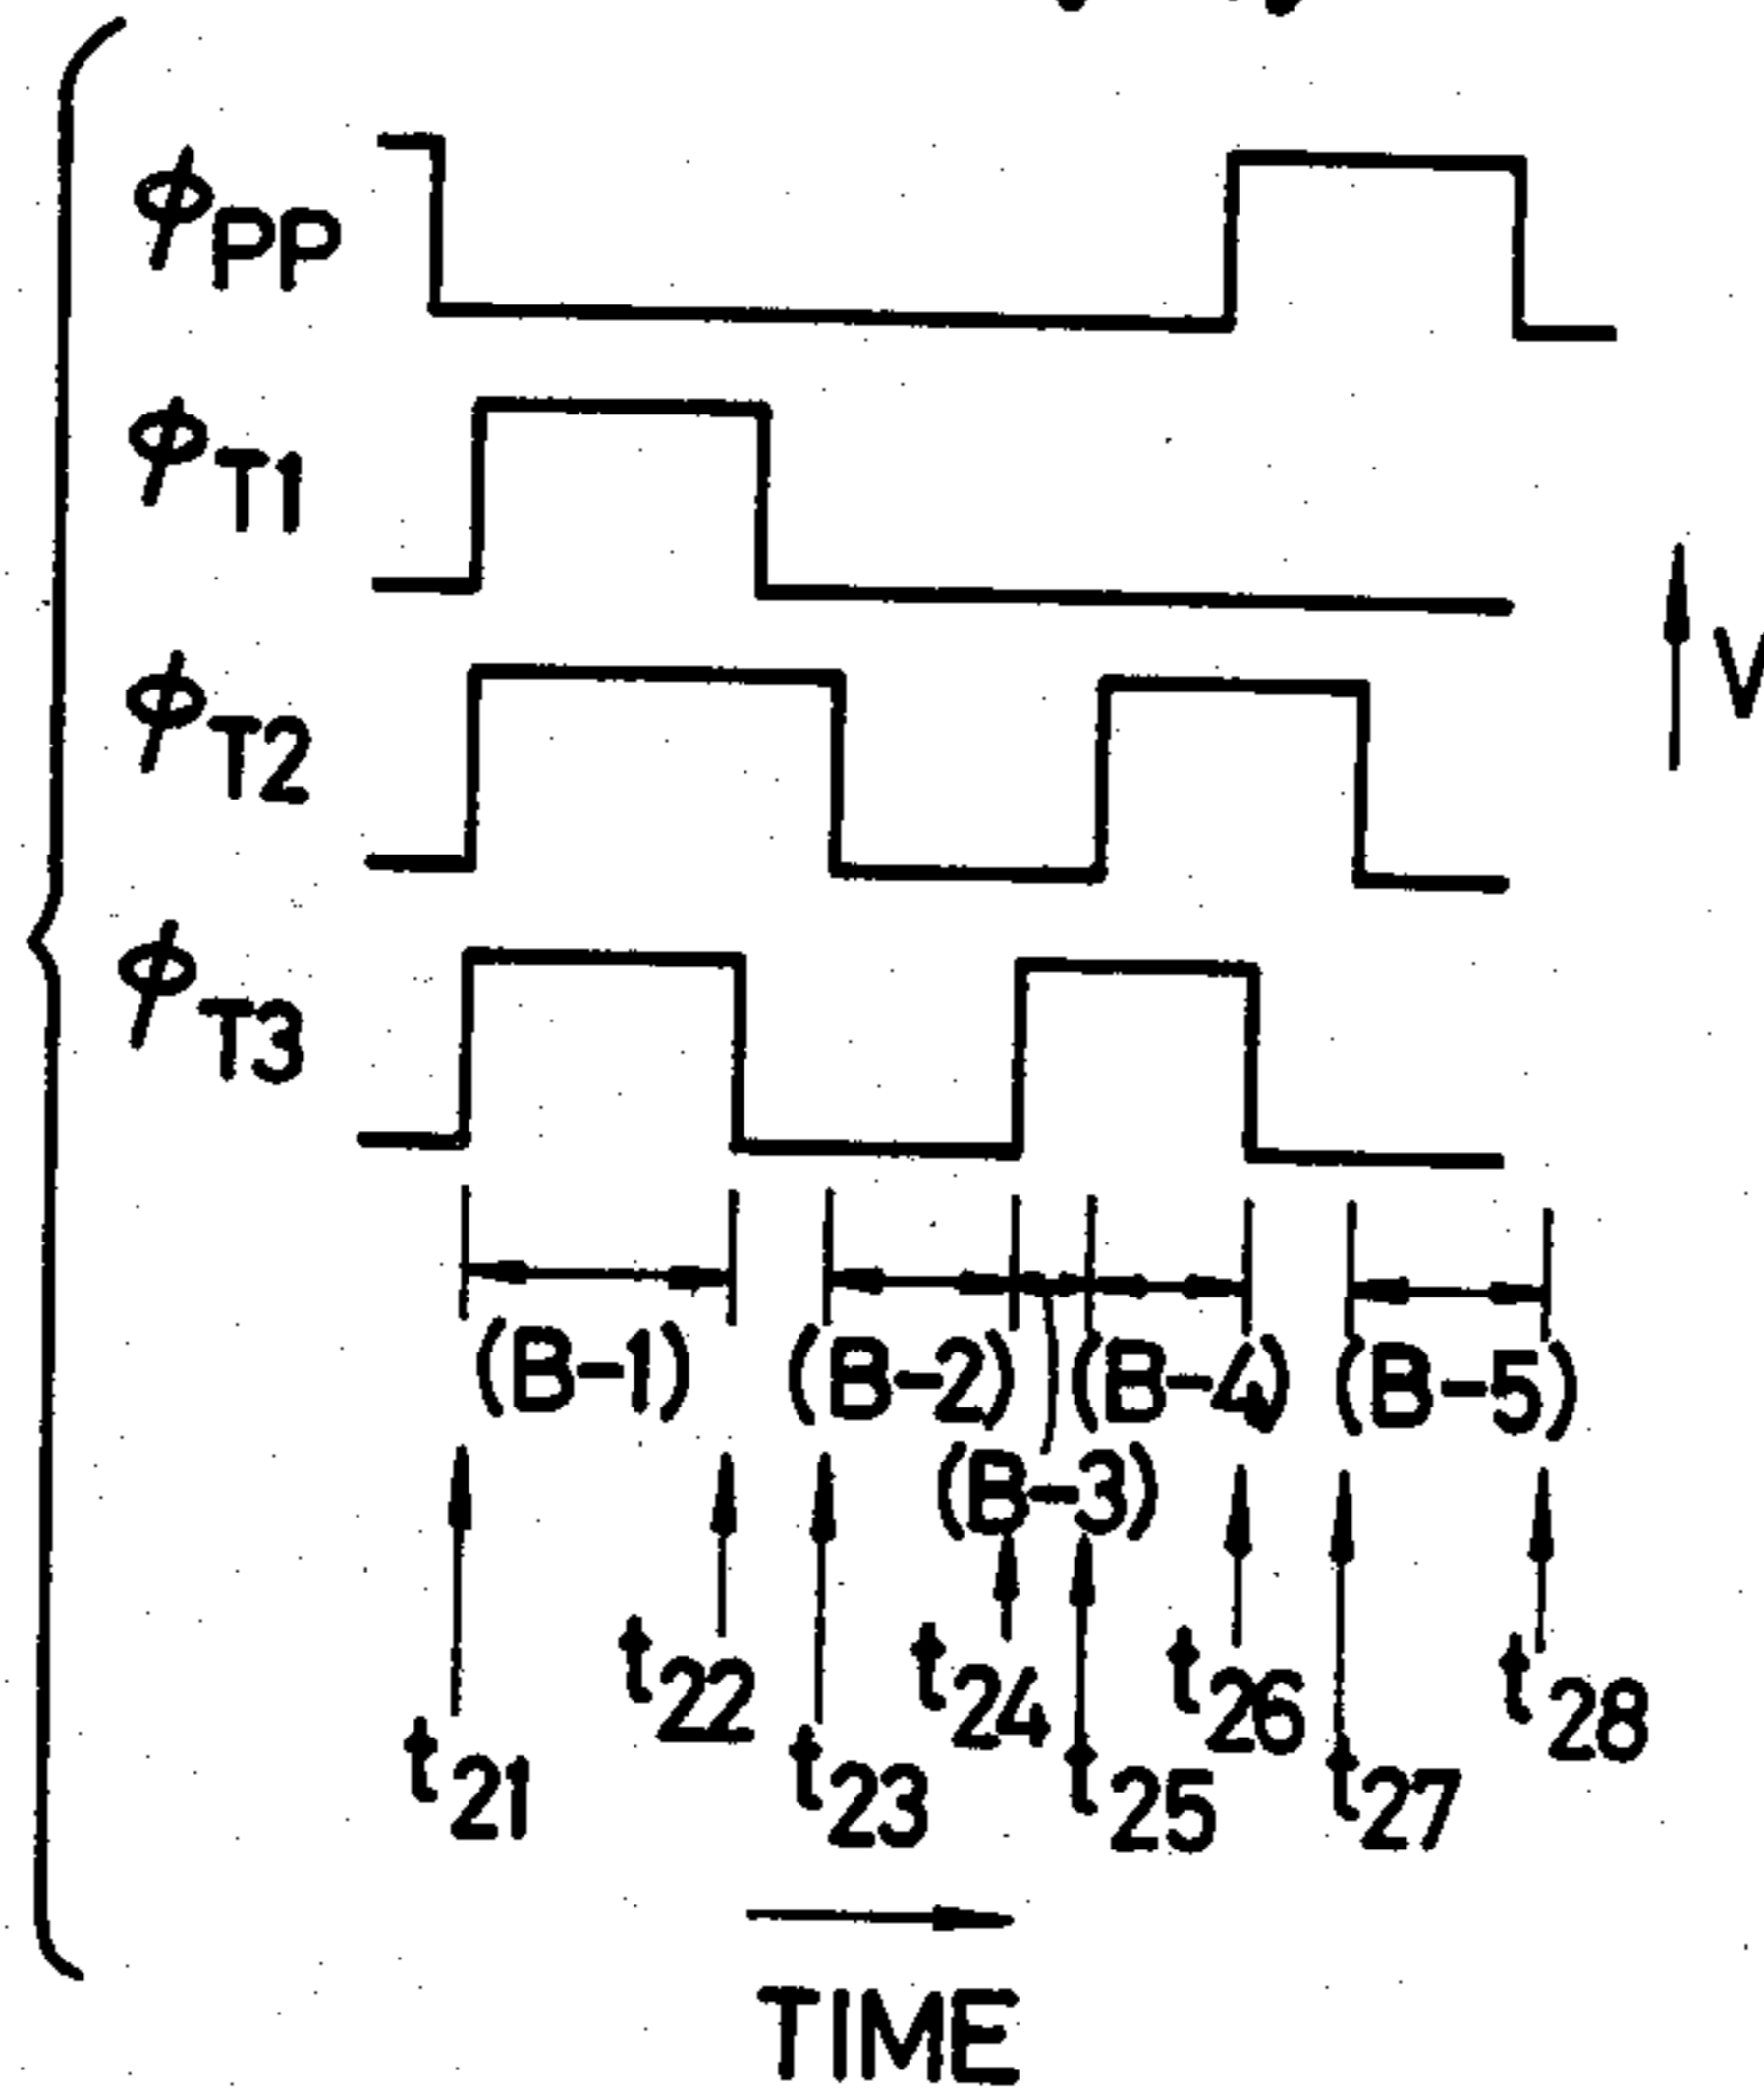 ϕPP
ϕT1
V
ϕT2
ϕT3
(B-1) (B-2) (B-4) (B-5)
(B-3)
t22 t24 t26 t28
t21 t23 t25 t27
TIME